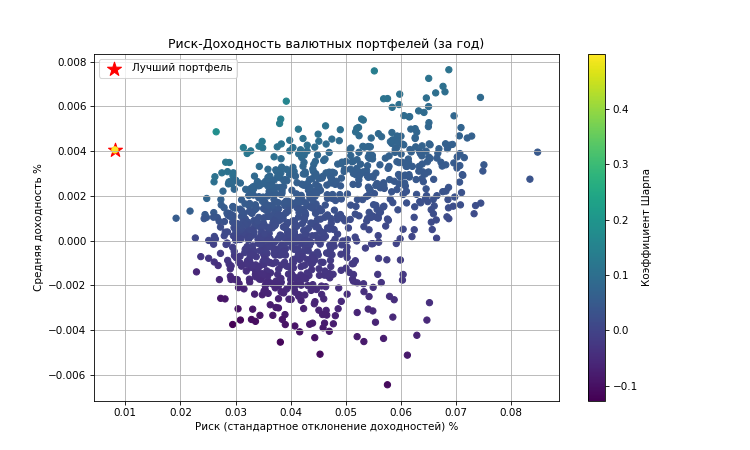 Риск-Доходность валютных портфелей (за год)
Лучший портфель
0.008
0.006
0.004
0.002
0.000
−0.002
−0.004
−0.006
Средняя доходность %
0.01 0.02 0.03 0.04 0.05 0.06 0.07 0.08
Риск (стандартное отклонение доходностей) %
0.4
0.3
0.2
0.1
0.0
−0.1
Коэффициент Шарпа